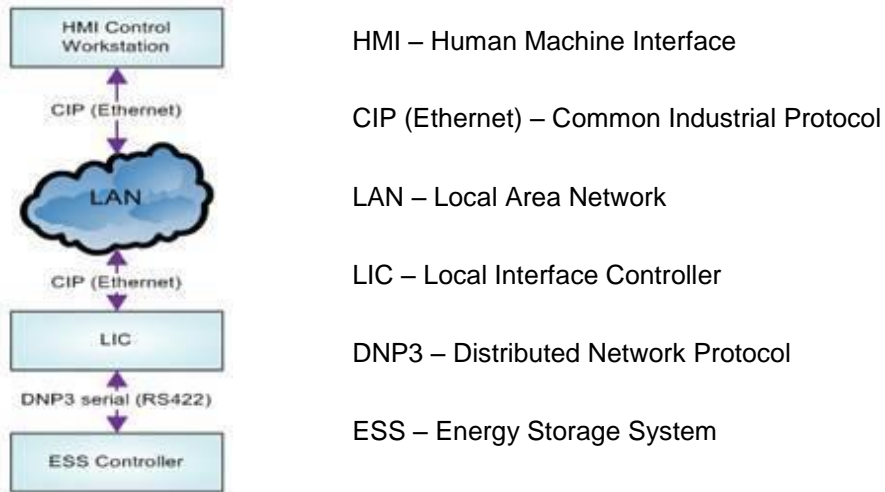 HMI Control
Workstation
HMI – Human Machine Interface
CIP (Ethernet)
CIP (Ethernet) – Common Industrial Protocol
LAN
LAN – Local Area Network
CIP (Ethernet)
LIC – Local Interface Controller
LIC
DNP3 – Distributed Network Protocol
DNP3 serial (RS422)
ESS – Energy Storage System
ESS Controller